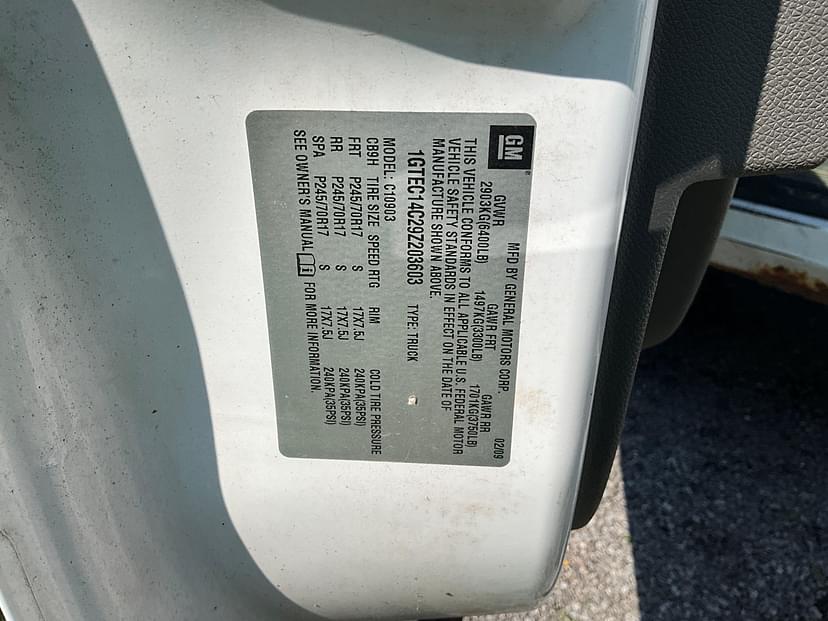 GM
MFD BY GENERAL MOTORS CORP. 02/09
GVWR GAWR FRT GAWR RR
2903KG(6400LB) 1497KG(3300LB) 1701KG(3750LB)
THIS VEHICLE CONFORMS TO ALL APPLICABLE U.S. FEDERAL MOTOR
VEHICLE SAFETY STANDARDS IN EFFECT ON THE DATE OF
MANUFACTURE SHOWN ABOVE.
1GTEC14C29Z203603 TYPE: TRUCK
MODEL: C10903
CB9H TIRE SIZE SPEED RTG RIM COLD TIRE PRESSURE
FRT P245/70R17 S 17X7.5J 240KPA(35PSI)
RR P245/70R17 S 17X7.5J 240KPA(35PSI)
SPA P245/70R17 S 17X7.5J 240KPA(35PSI)
SEE OWNER'S MANUAL FOR MORE INFORMATION.